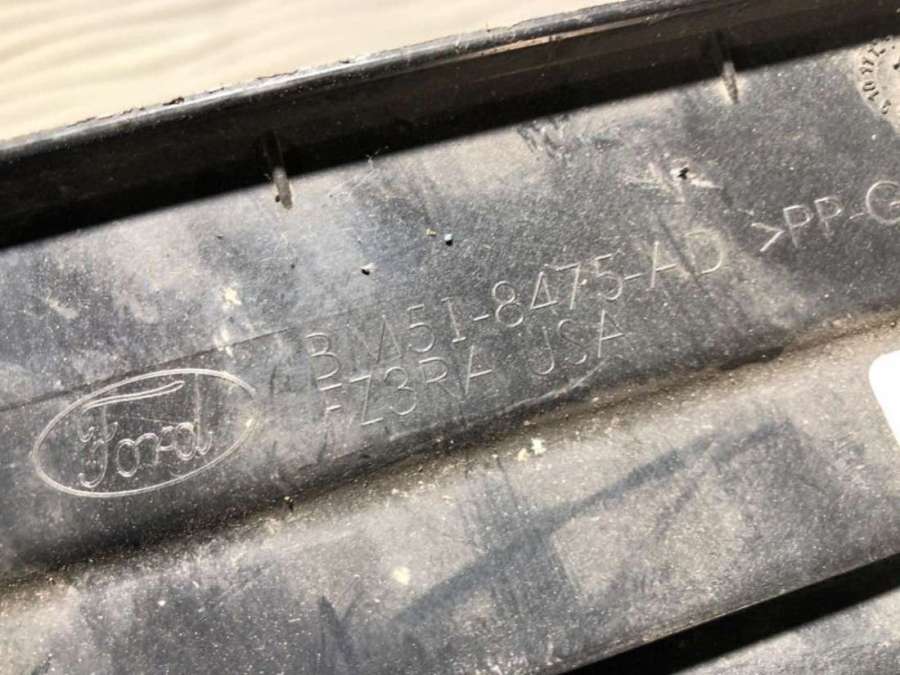 BM51-8475-AD >PP-G
FZ3RA USA
Ford